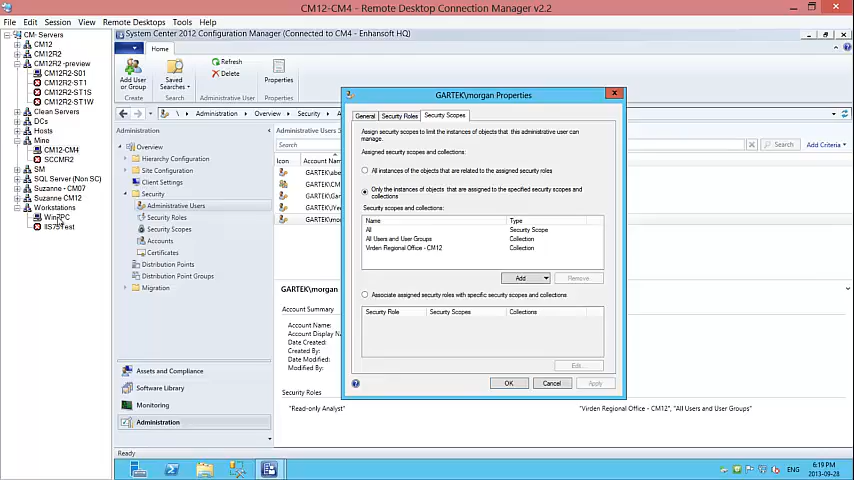 CM12-CM4 - Remote Desktop Connection Manager v2.2
File Edit Session View Remote Desktops Tools Help
CM- Servers
CM12
CM12R2
CM12R2 -preview
CM12R2-S01
CM12R2-ST1
CM12R2-ST1S
CM12R2-ST1W
Clean Servers
DCs
Hosts
Mine
CM12-CM4
SCCMR2
SM
SQL Server (Non SC)
Suzanne - CM07
Suzanne CM12
Workstations
Win7PC
IIS75Test
System Center 2012 Configuration Manager (Connected to CM4 - Enhansoft HQ)
Home
Add User
or Group
Saved
Searches
Refresh
Delete
Properties
Create
Search
Administrative User
Properties
\ Administration Overview Security
Administration
Overview
Hierarchy Configuration
Site Configuration
Client Settings
Security
Administrative Users
Security Roles
Security Scopes
Accounts
Certificates
Distribution Points
Distribution Point Groups
Migration
Assets and Compliance
Software Library
Monitoring
Administration
Ready
Administrative Users
Search
Search
Add Criteria
Icon Account Name
GARTEK\morgan
Account Summary
Account Name:
Account Display N
Date Created:
Created By:
Date Modified:
Modified By:
Security Roles
"Read-only Analyst"
"Virden Regional Office - CM12", "All Users and User Groups"
GARTEK\morgan Properties
General Security Roles Security Scopes
Assign security scopes to limit the instances of objects that this administrative user can
manage.
Assigned security scopes and collections:
All instances of the objects that are related to the assigned security roles
Only the instances of objects that are assigned to the specified security scopes and
collections
Security scopes and collections:
Name Type
All Security Scope
All Users and User Groups Collection
Virden Regional Office - CM12 Collection
Add Remove
Associate assigned security roles with specific security scopes and collections
Security Role Security Scopes Collections
Edit...
OK Cancel Apply
ENG
6:19 PM
2013-09-28